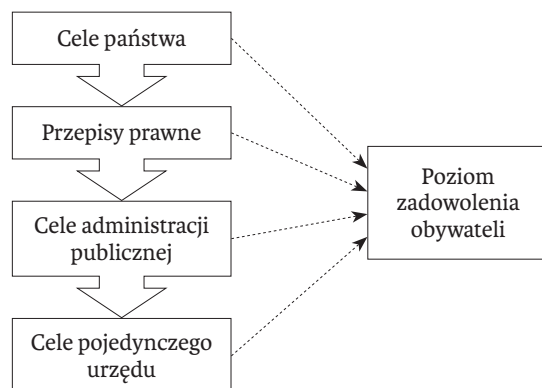 Cele państwa
Przepisy prawne
Cele administracji
publicznej
Cele pojedynczego
urzędu
Poziom
zadowolenia
obywateli